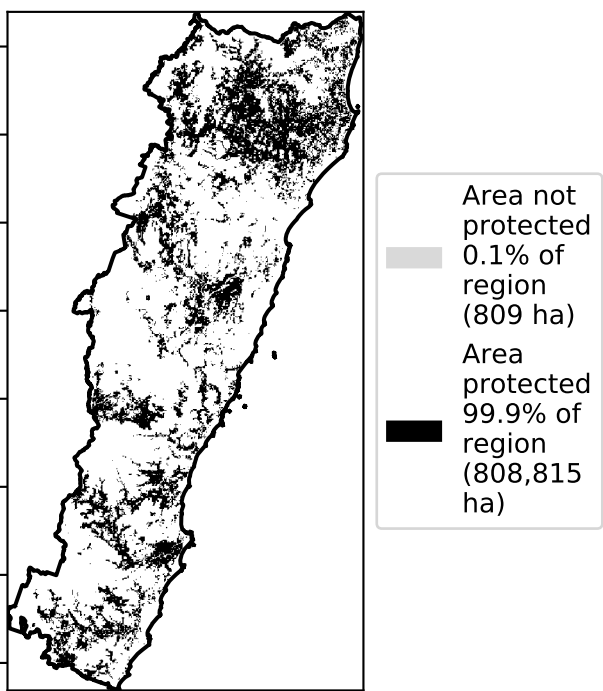 Area not
protected
0.1% of
region
(809 ha)
Area
protected
99.9% of
region
(808,815
ha)